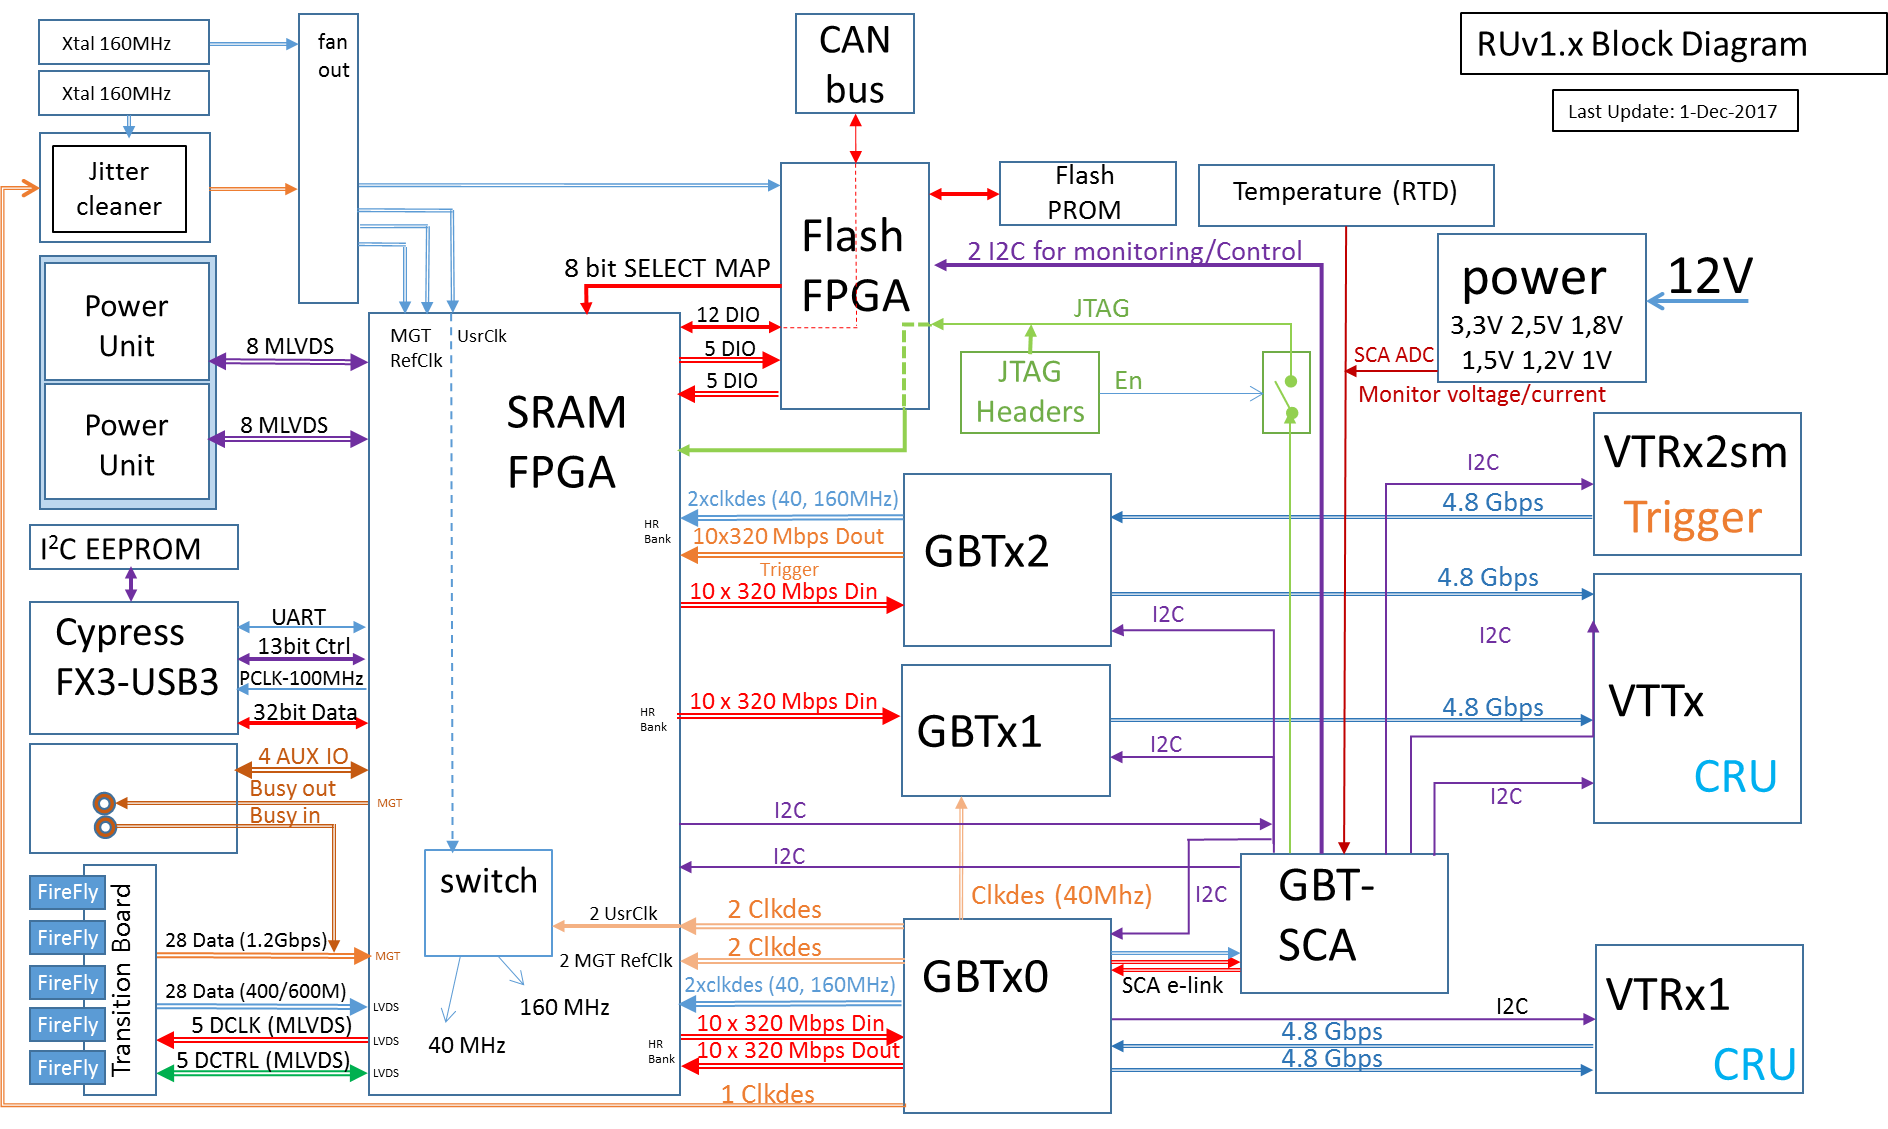 RUv1.x Block Diagram
Last Update: 1-Dec-2017
Xtal 160MHz
Xtal 160MHz
fan
out
Jitter
cleaner
CAN
bus
Flash
FPGA
Flash
PROM
Temperature (RTD)
power
3,3V 2,5V 1,8V
1,5V 1,2V 1V
12V
2 I2C for monitoring/Control
8 bit SELECT MAP
12 DIO
5 DIO
5 DIO
JTAG
JTAG
Headers
En
SCA ADC
Monitor voltage/current
Power
Unit
Power
Unit
8 MLVDS
8 MLVDS
MGT
RefClk
UsrClk
SRAM
FPGA
VTRx2sm
Trigger
I2C
4.8 Gbps
2xclkdes (40, 160MHz)
HR
Bank
10x320 Mbps Dout
Trigger
10 x 320 Mbps Din
GBTx2
4.8 Gbps
I2C
I2C
I²C EEPROM
Cypress
FX3-USB3
UART
13bit Ctrl
PCLK-100MHz
32bit Data
HR
Bank
10 x 320 Mbps Din
GBTx1
4.8 Gbps
I2C
VTTx
CRU
I2C
4 AUX IO
Busy out
Busy in
MGT
I2C
I2C
I2C
switch
2 UsrClk
2 Clkdes
Clkdes (40Mhz)
2 Clkdes
2 MGT RefClk
2xclkdes (40, 160MHz)
160 MHz
40 MHz
GBTx0
GBT-
SCA
SCA e-link
FireFly
FireFly
FireFly
FireFly
FireFly
Transition Board
28 Data (1.2Gbps)
MGT
28 Data (400/600M)
LVDS
5 DCLK (MLVDS)
LVDS
5 DCTRL (MLVDS)
LVDS
HR
Bank
10 x 320 Mbps Din
10 x 320 Mbps Dout
1 Clkdes
I2C
4.8 Gbps
4.8 Gbps
VTRx1
CRU